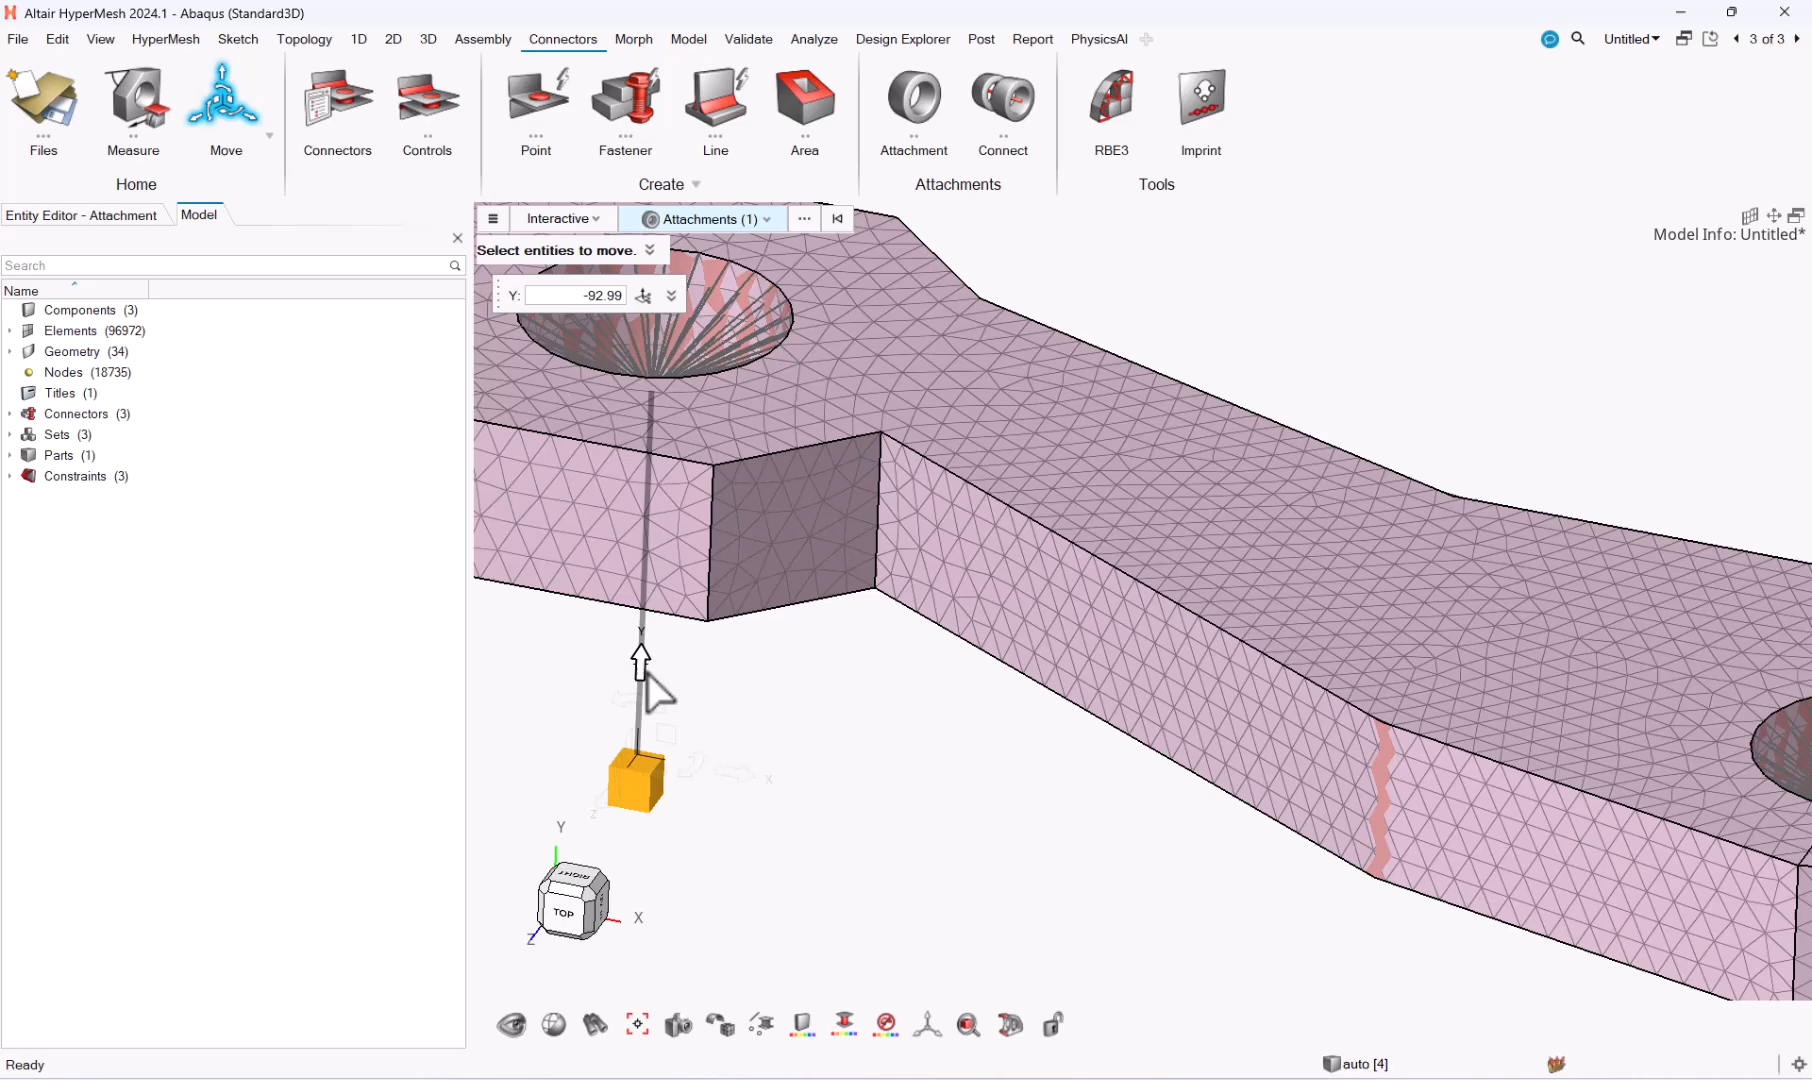 Altair HyperMesh 2024.1 - Abaqus (Standard3D)
File Edit View HyperMesh Sketch Topology 1D 2D 3D Assembly Connectors Morph Model Validate Analyze Design Explorer Post Report PhysicsAI Untitled 3 of 3
Files Measure Move Connectors Controls Point Fastener Line Area Attachment Connect RBE3 Imprint
Home Create Attachments Tools
Entity Editor - Attachment Model
Interactive Attachments (1)
Model Info: Untitled*
Select entities to move.
Search
Y: -92.99
Name
Components (3)
Elements (96972)
Geometry (34)
Nodes (18735)
Titles (1)
Connectors (3)
Sets (3)
Parts (1)
Constraints (3)
Y
X
Z
Y
RIGHT
TOP
X
Z
Ready
auto [4]